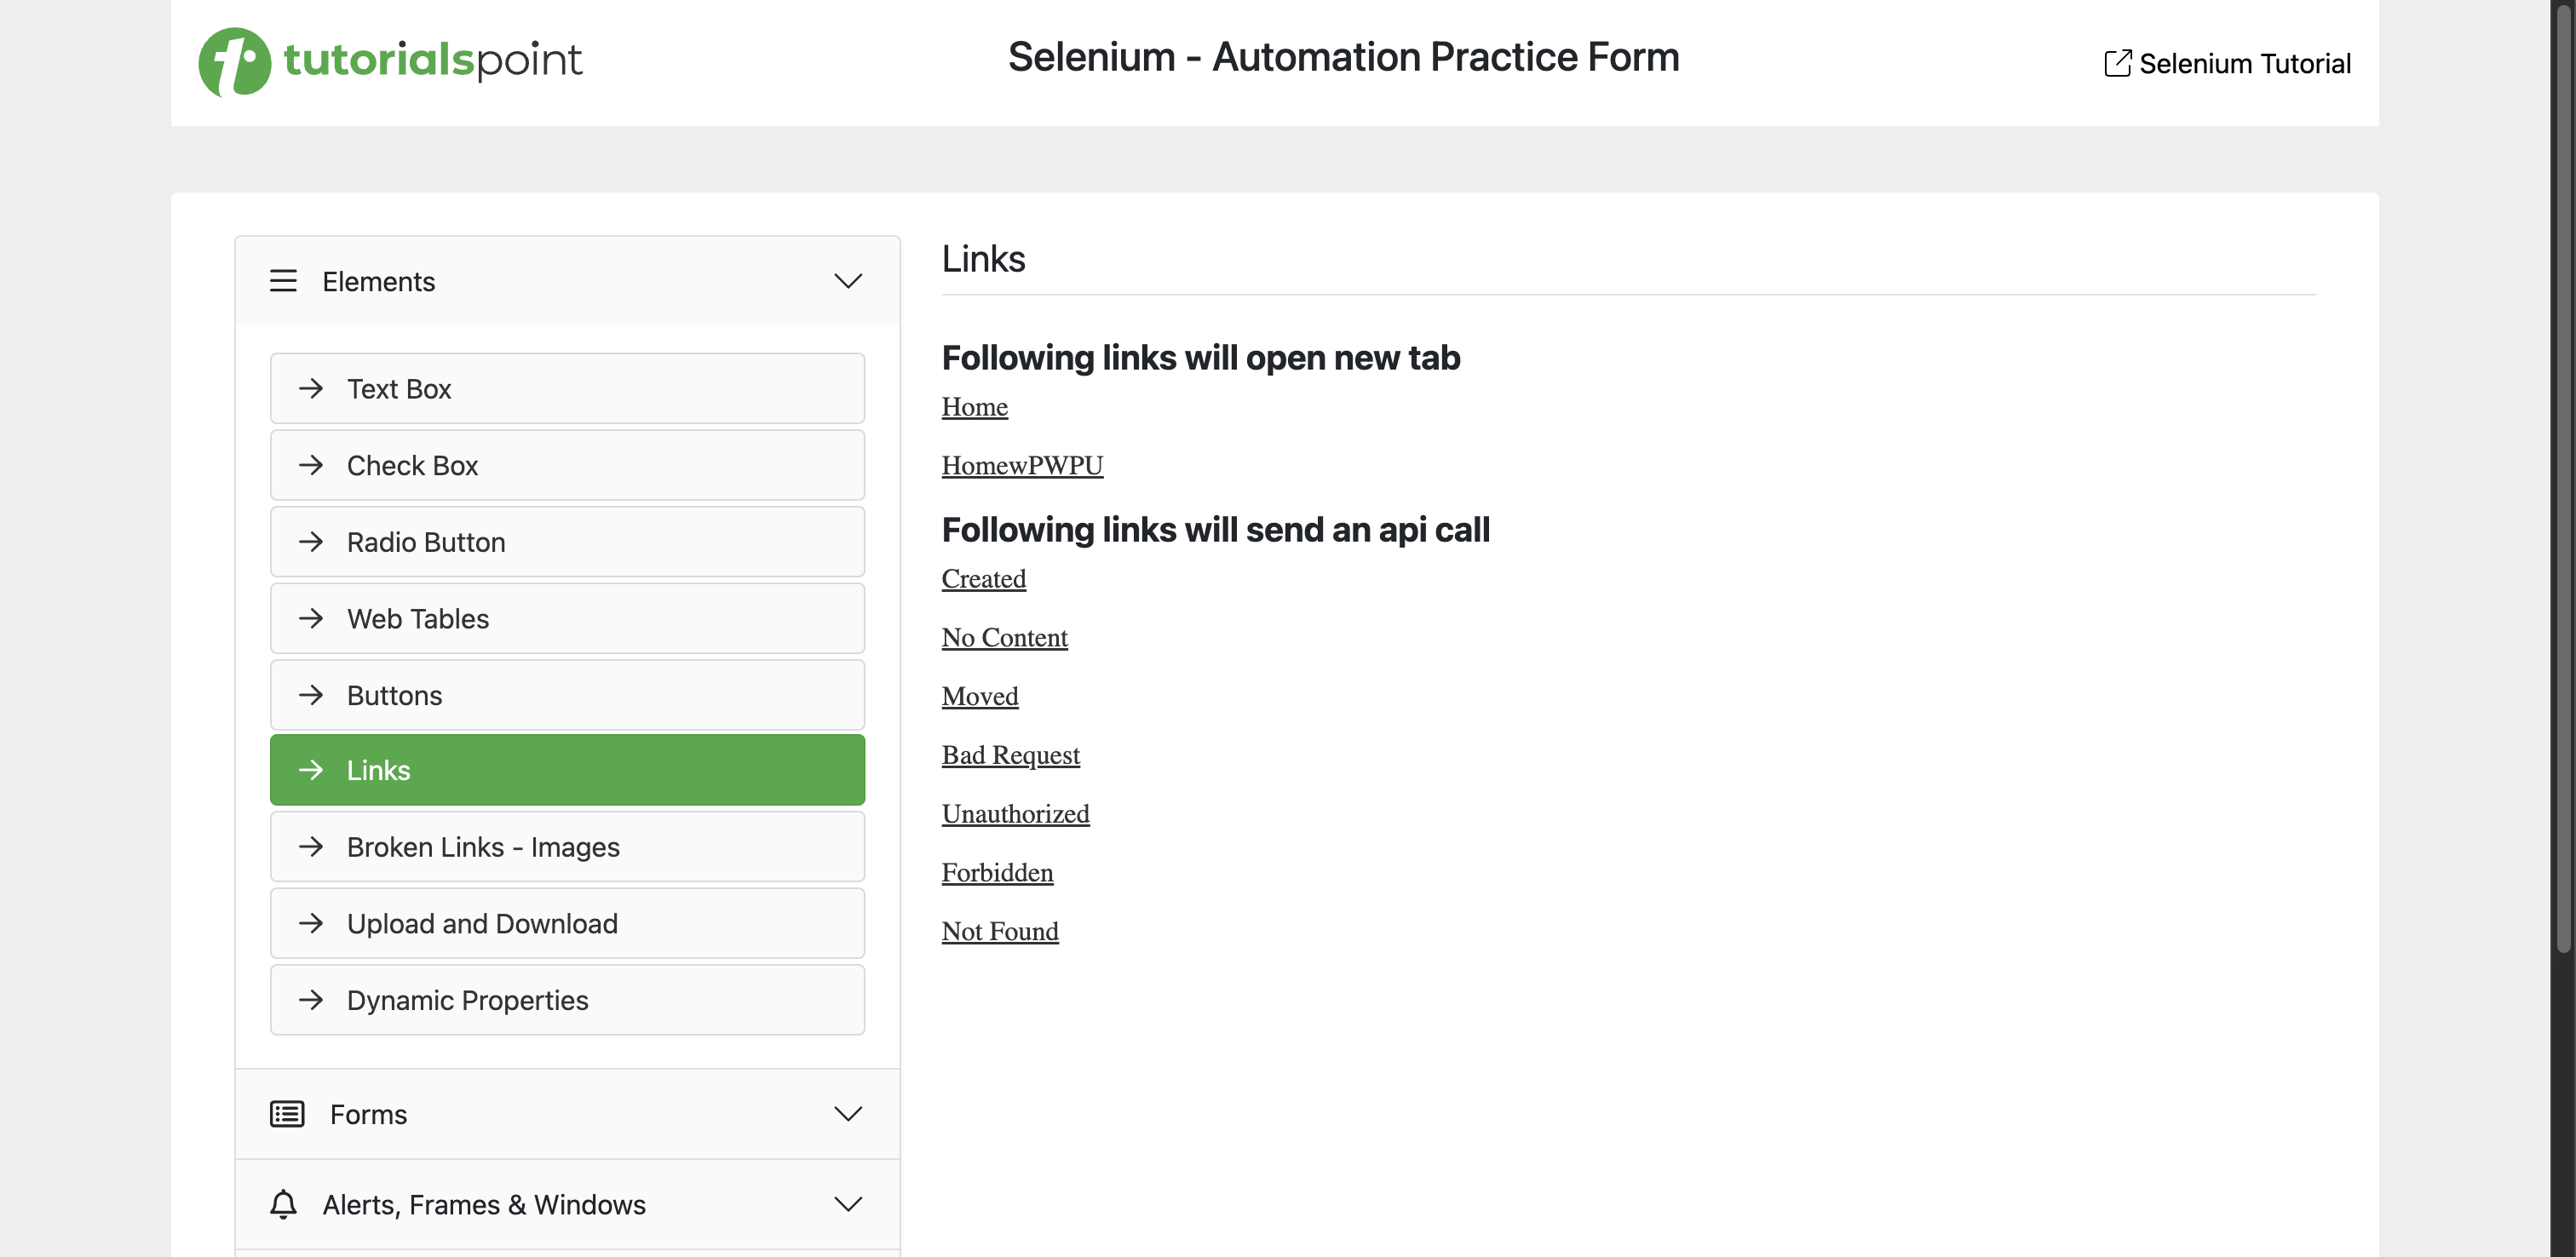 tutorialspoint
Selenium - Automation Practice Form
Selenium Tutorial
Elements
Text Box
Check Box
Radio Button
Web Tables
Buttons
Links
Broken Links - Images
Upload and Download
Dynamic Properties
Forms
Alerts, Frames & Windows
Links
Following links will open new tab
Home
HomewPWPU
Following links will send an api call
Created
No Content
Moved
Bad Request
Unauthorized
Forbidden
Not Found